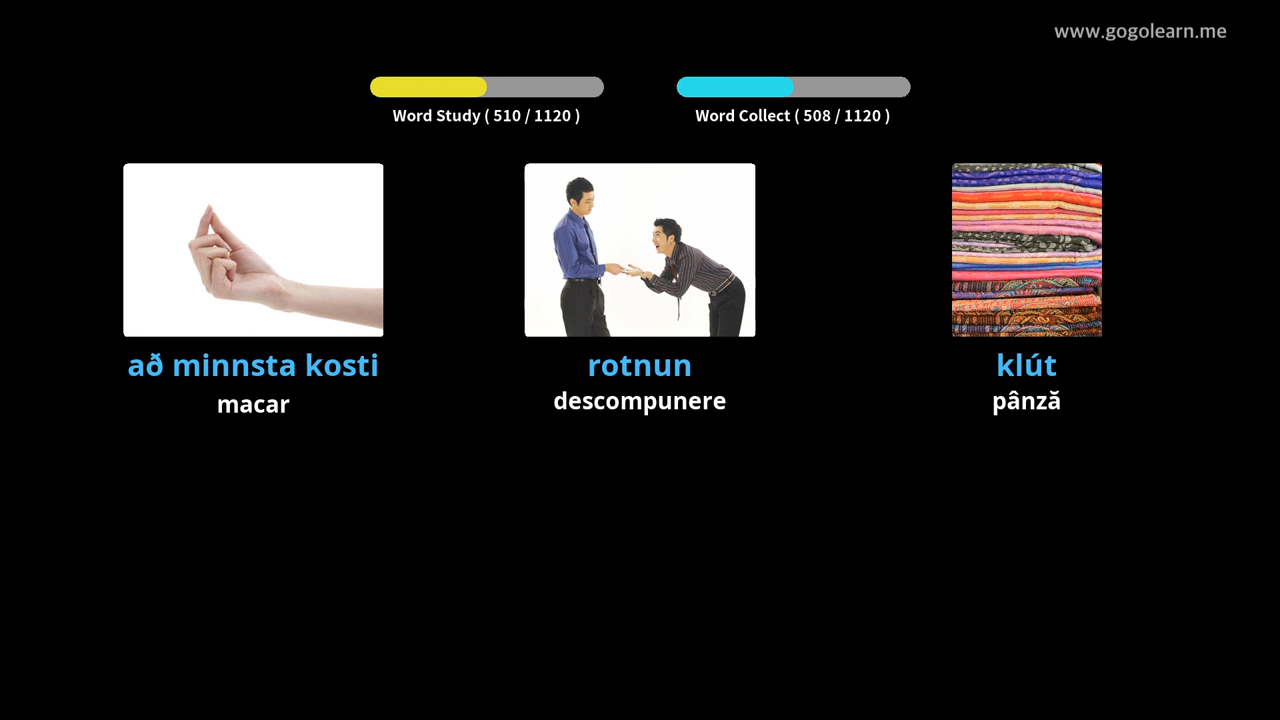 www.gogolearn.me
Word Study ( 510 / 1120 )
Word Collect ( 508 / 1120 )
að minnsta kosti
macar
rotnun
descompunere
klút
pânză